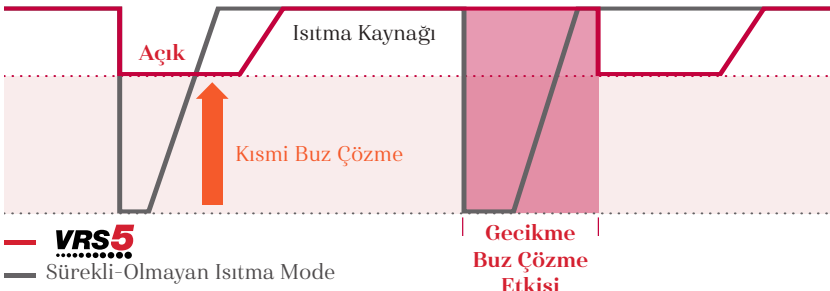 Açık
Isıtma Kaynağı
Kısmi Buz Çözme
VRS5
Sürekli-Olmayan Isıtma Mode
Gecikme
Buz Çözme
Etkisi